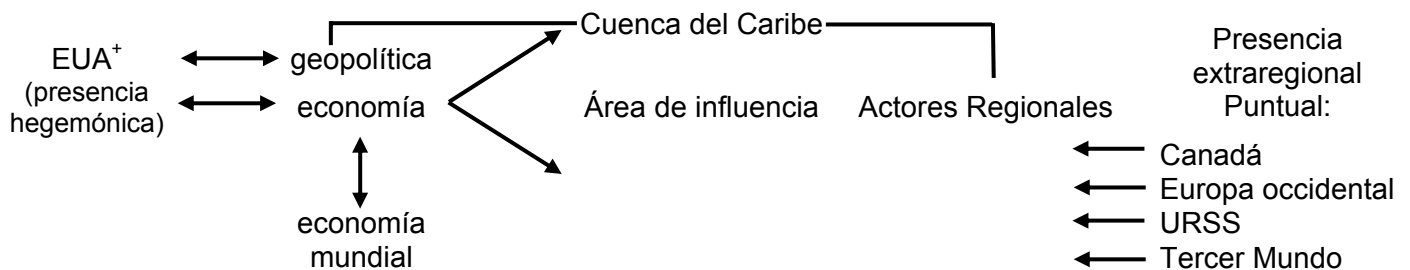 Cuenca del Caribe
EUA+
(presencia
hegemónica)
geopolítica
economía
economía
mundial
Área de influencia
Actores Regionales
Presencia
extraregional
Puntual:
Canadá
Europa occidental
URSS
Tercer Mundo